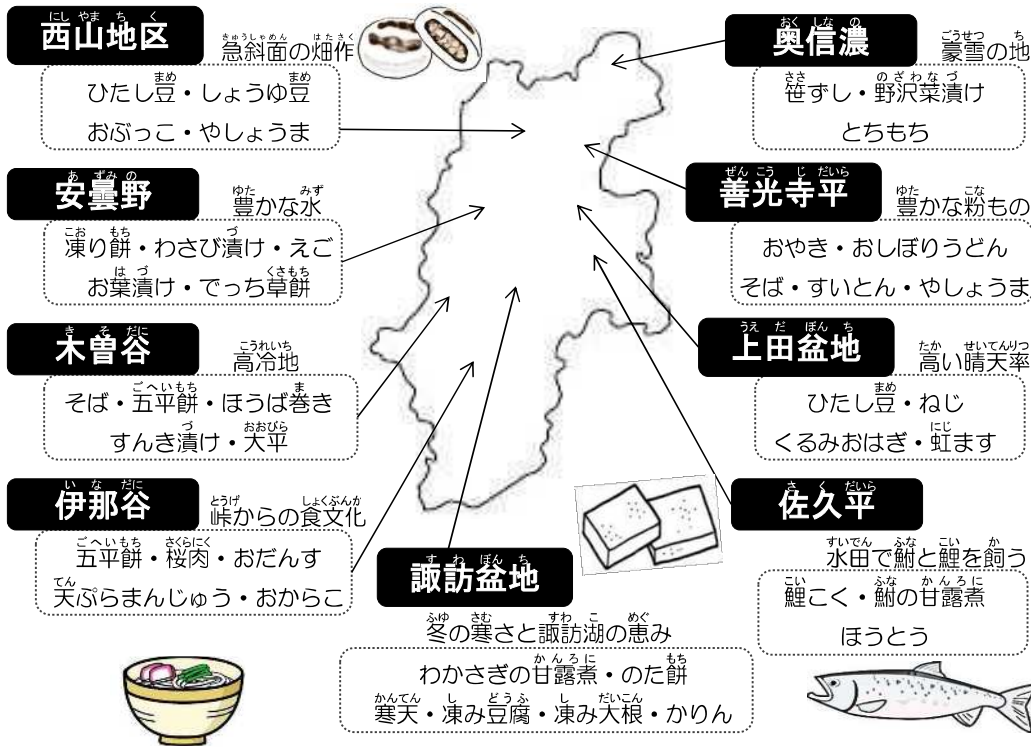 西山地区
急斜面の畑作
ひたし豆・しょうゆ豆
おぶっこ・やしょうま
安曇野
豊かな水
凍り餅・わさび漬け・えご
お葉漬け・でっち草餅
木曽谷
高冷地
そば・五平餅・ほうば巻き
すんき漬け・大平
伊那谷
峠からの食文化
五平餅・桜肉・おだんす
天ぷらまんじゅう・おからこ
諏訪盆地
冬の寒さと諏訪湖の恵み
わかさぎの甘露煮・のた餅
寒天・凍み豆腐・凍み大根・かりん
奥信濃
豪雪の地
笹ずし・野沢菜漬け
とちもち
善光寺平
豊かな粉もの
おやき・おしぼりうどん
そば・すいとん・やしょうま
上田盆地
高い晴天率
ひたし豆・ねじ
くるみおはぎ・虹ます
佐久平
水田で鮒と鯉を飼う
鯉こく・鮒の甘露煮
ほうとう